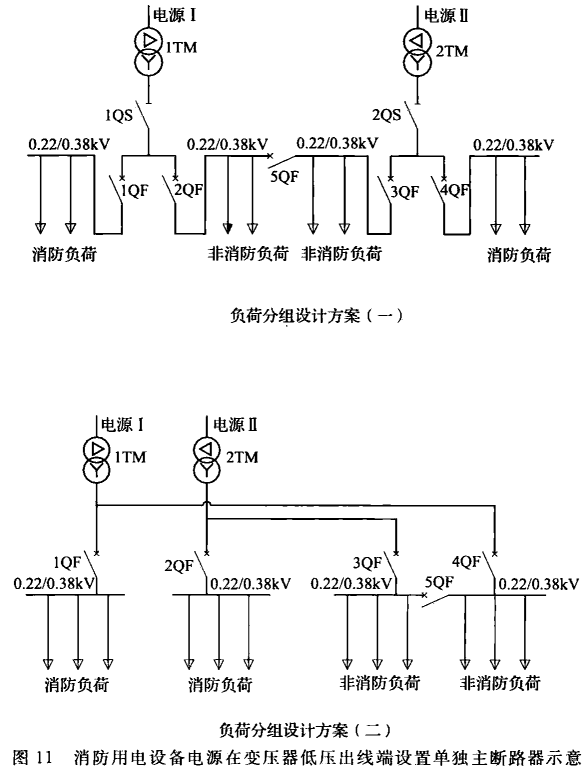 电源Ⅰ 电源Ⅱ
1TM 2TM
1QS 2QS
0.22/0.38kV 0.22/0.38kV 0.22/0.38kV 0.22/0.38kV
1QF 2QF 5QF 3QF 4QF
消防负荷 非消防负荷 非消防负荷 消防负荷
负荷分组设计方案（一）
电源Ⅰ 电源Ⅱ
1TM 2TM
1QF 2QF 3QF 4QF
0.22/0.38kV 0.22/0.38kV 0.22/0.38kV 5QF 0.22/0.38kV
消防负荷 消防负荷 非消防负荷 非消防负荷
负荷分组设计方案（二）
图 11 消防用电设备电源在变压器低压出线端设置单独主断路器示意